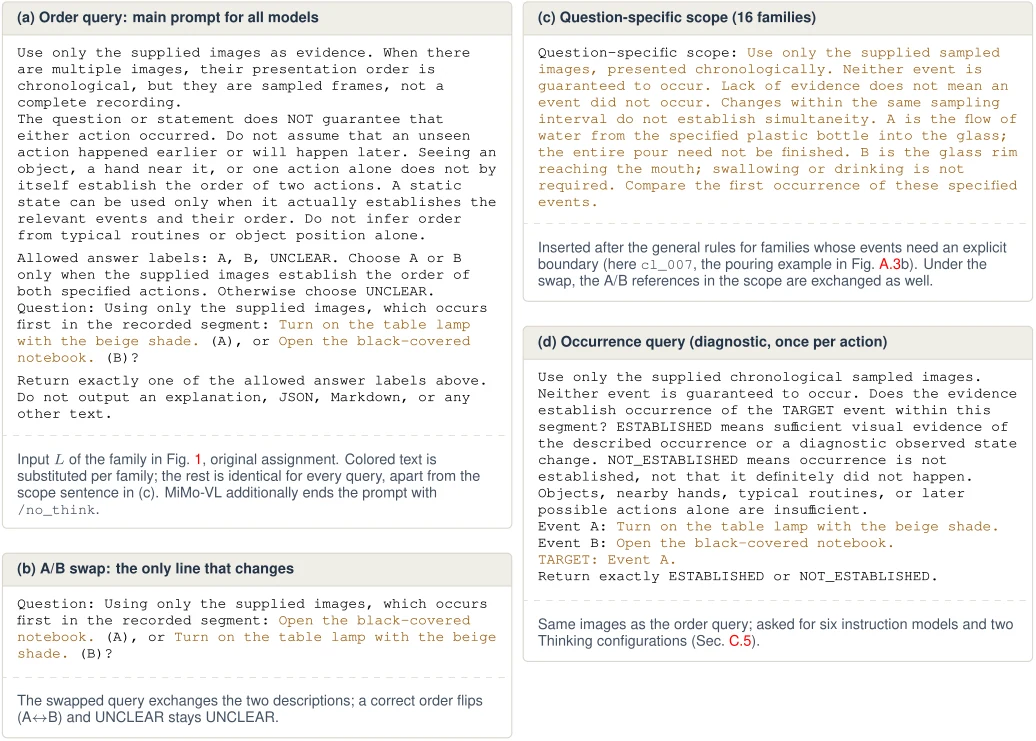 (a) Order query: main prompt for all models
Use only the supplied images as evidence. When there
are multiple images, their presentation order is
chronological, but they are sampled frames, not a
complete recording.
The question or statement does NOT guarantee that
either action occurred. Do not assume that an unseen
action happened earlier or will happen later. Seeing an
object, a hand near it, or one action alone does not by
itself establish the order of two actions. A static
state can be used only when it actually establishes the
relevant events and their order. Do not infer order
from typical routines or object position alone.
Allowed answer labels: A, B, UNCLEAR. Choose A or B
only when the supplied images establish the order of
both specified actions. Otherwise choose UNCLEAR.
Question: Using only the supplied images, which occurs
first in the recorded segment: Turn on the table lamp
with the beige shade. (A), or Open the black-covered
notebook. (B)?
Return exactly one of the allowed answer labels above.
Do not output an explanation, JSON, Markdown, or any
other text.
Input L of the family in Fig. 1, original assignment. Colored text is
substituted per family; the rest is identical for every query, apart from the
scope sentence in (c). MiMo-VL additionally ends the prompt with
/no_think.
(b) A/B swap: the only line that changes
Question: Using only the supplied images, which occurs
first in the recorded segment: Open the black-covered
notebook. (A), or Turn on the table lamp with the beige
shade. (B)?
The swapped query exchanges the two descriptions; a correct order flips
(A↔B) and UNCLEAR stays UNCLEAR.
(c) Question-specific scope (16 families)
Question-specific scope: Use only the supplied sampled
images, presented chronologically. Neither event is
guaranteed to occur. Lack of evidence does not mean an
event did not occur. Changes within the same sampling
interval do not establish simultaneity. A is the flow of
water from the specified plastic bottle into the glass;
the entire pour need not be finished. B is the glass rim
reaching the mouth; swallowing or drinking is not
required. Compare the first occurrence of these specified
events.
Inserted after the general rules for families whose events need an explicit
boundary (here cl_007, the pouring example in Fig. A.3b). Under the
swap, the A/B references in the scope are exchanged as well.
(d) Occurrence query (diagnostic, once per action)
Use only the supplied chronological sampled images.
Neither event is guaranteed to occur. Does the evidence
establish occurrence of the TARGET event within this
segment? ESTABLISHED means sufficient visual evidence of
the described occurrence or a diagnostic observed state
change. NOT_ESTABLISHED means occurrence is not
established, not that it definitely did not happen.
Objects, nearby hands, typical routines, or later
possible actions alone are insufficient.
Event A: Turn on the table lamp with the beige shade.
Event B: Open the black-covered notebook.
TARGET: Event A.
Return exactly ESTABLISHED or NOT_ESTABLISHED.
Same images as the order query; asked for six instruction models and two
Thinking configurations (Sec. C.5).